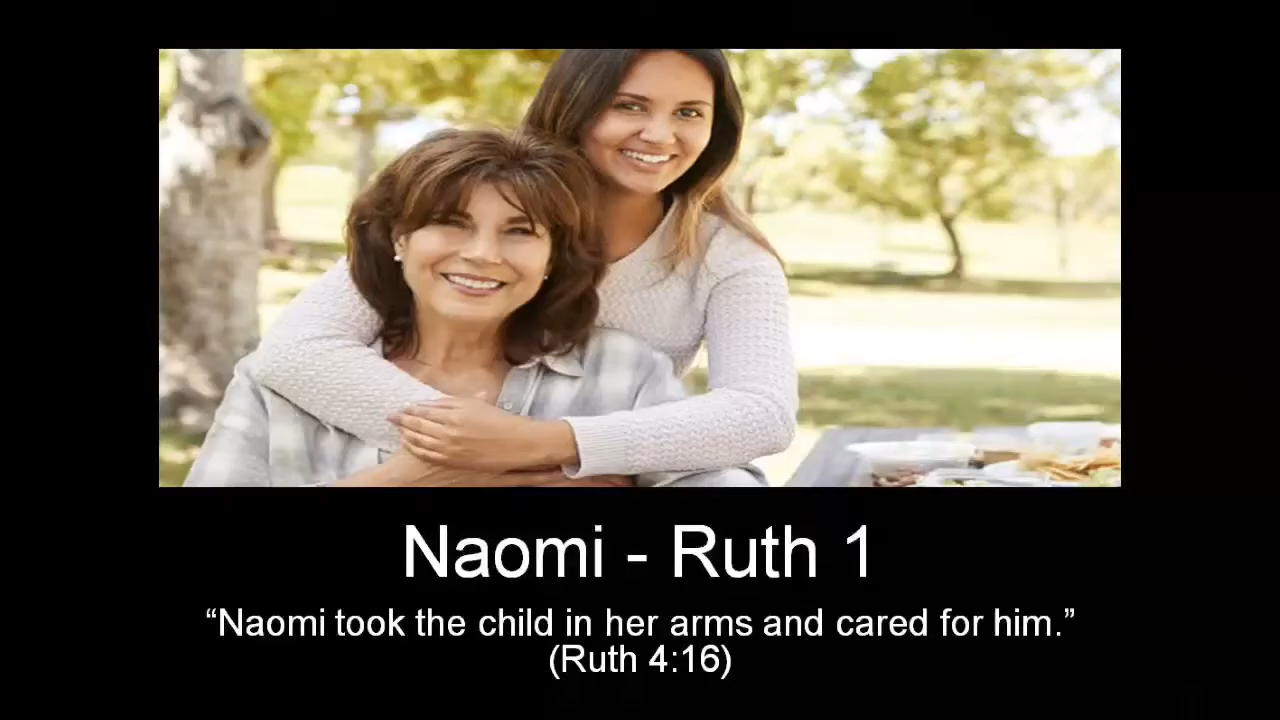 Naomi - Ruth 1
“Naomi took the child in her arms and cared for him.”
(Ruth 4:16)